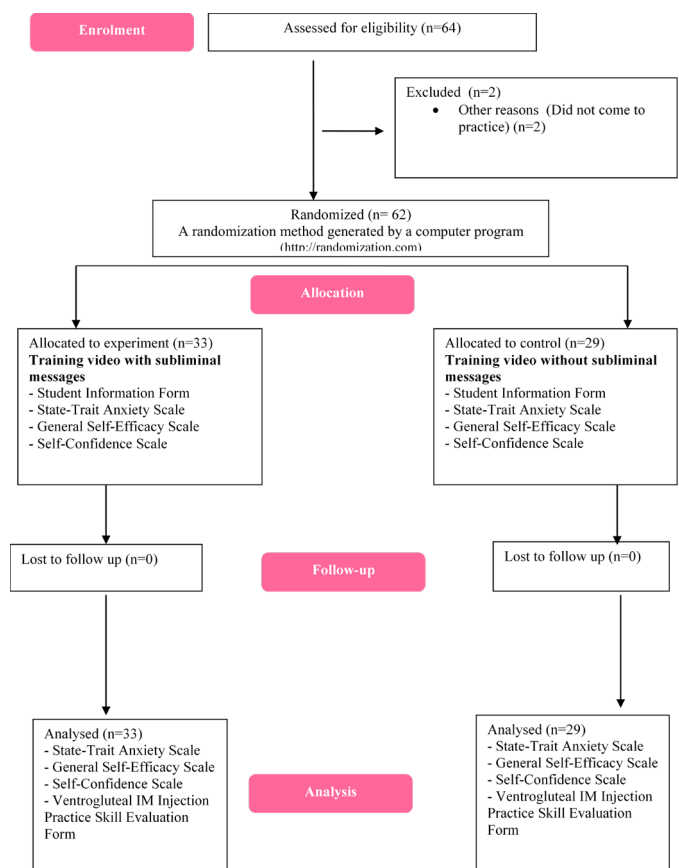 Enrolment
Assessed for eligibility (n=64)
Excluded (n=2)
• Other reasons (Did not come to
practice) (n=2)
Randomized (n= 62)
A randomization method generated by a computer program
(http://randomization.com)
Allocation
Allocated to experiment (n=33)
Training video with subliminal
messages
- Student Information Form
- State-Trait Anxiety Scale
- General Self-Efficacy Scale
- Self-Confidence Scale
Allocated to control (n=29)
Training video without subliminal
messages
- Student Information Form
- State-Trait Anxiety Scale
- General Self-Efficacy Scale
- Self-Confidence Scale
Lost to follow up (n=0)
Follow-up
Lost to follow up (n=0)
Analysed (n=33)
- State-Trait Anxiety Scale
- General Self-Efficacy Scale
- Self-Confidence Scale
- Ventrogluteal IM Injection
Practice Skill Evaluation
Form
Analysis
Analysed (n=29)
- State-Trait Anxiety Scale
- General Self-Efficacy Scale
- Self-Confidence Scale
- Ventrogluteal IM Injection
Practice Skill Evaluation
Form